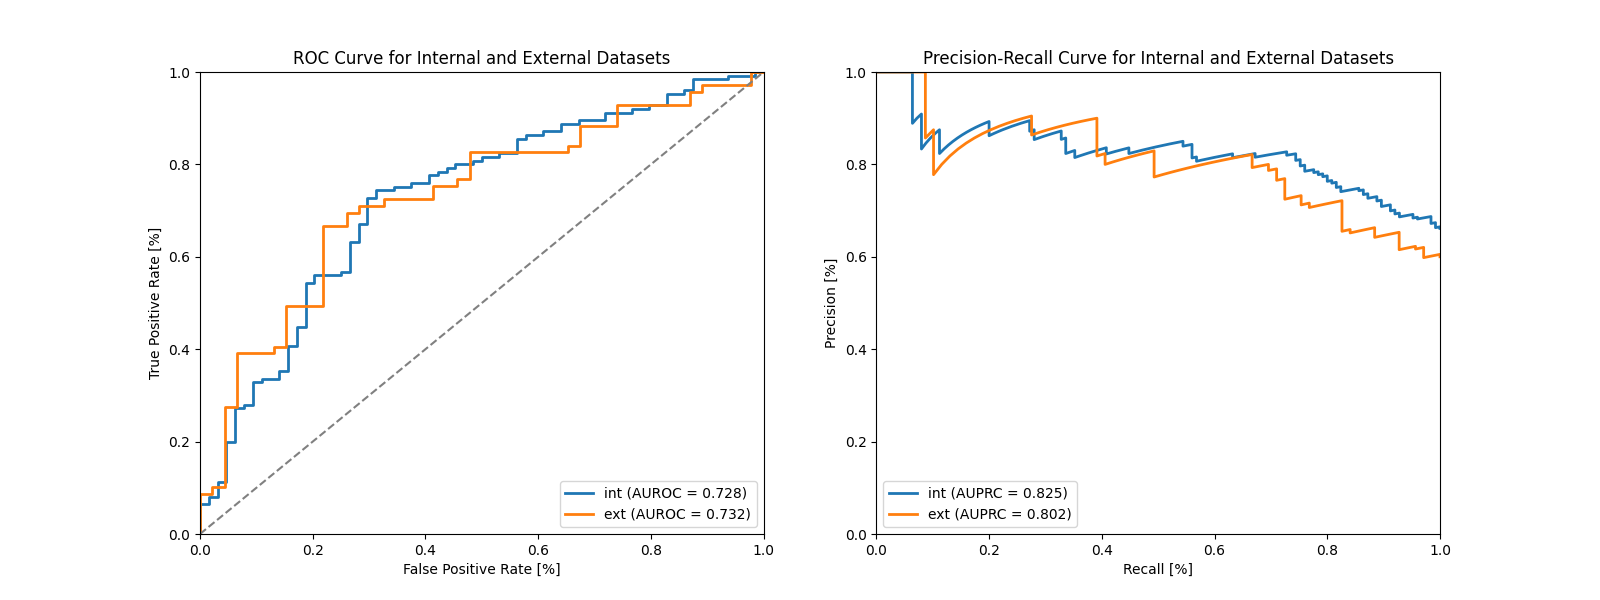 ROC Curve for Internal and External Datasets
1.0
0.8
0.6
0.4
0.2
0.0
True Positive Rate [%]
0.0 0.2 0.4 0.6 0.8 1.0
False Positive Rate [%]
int (AUROC = 0.728)
ext (AUROC = 0.732)
Precision-Recall Curve for Internal and External Datasets
1.0
0.8
0.6
0.4
0.2
0.0
Precision [%]
0.0 0.2 0.4 0.6 0.8 1.0
Recall [%]
int (AUPRC = 0.825)
ext (AUPRC = 0.802)